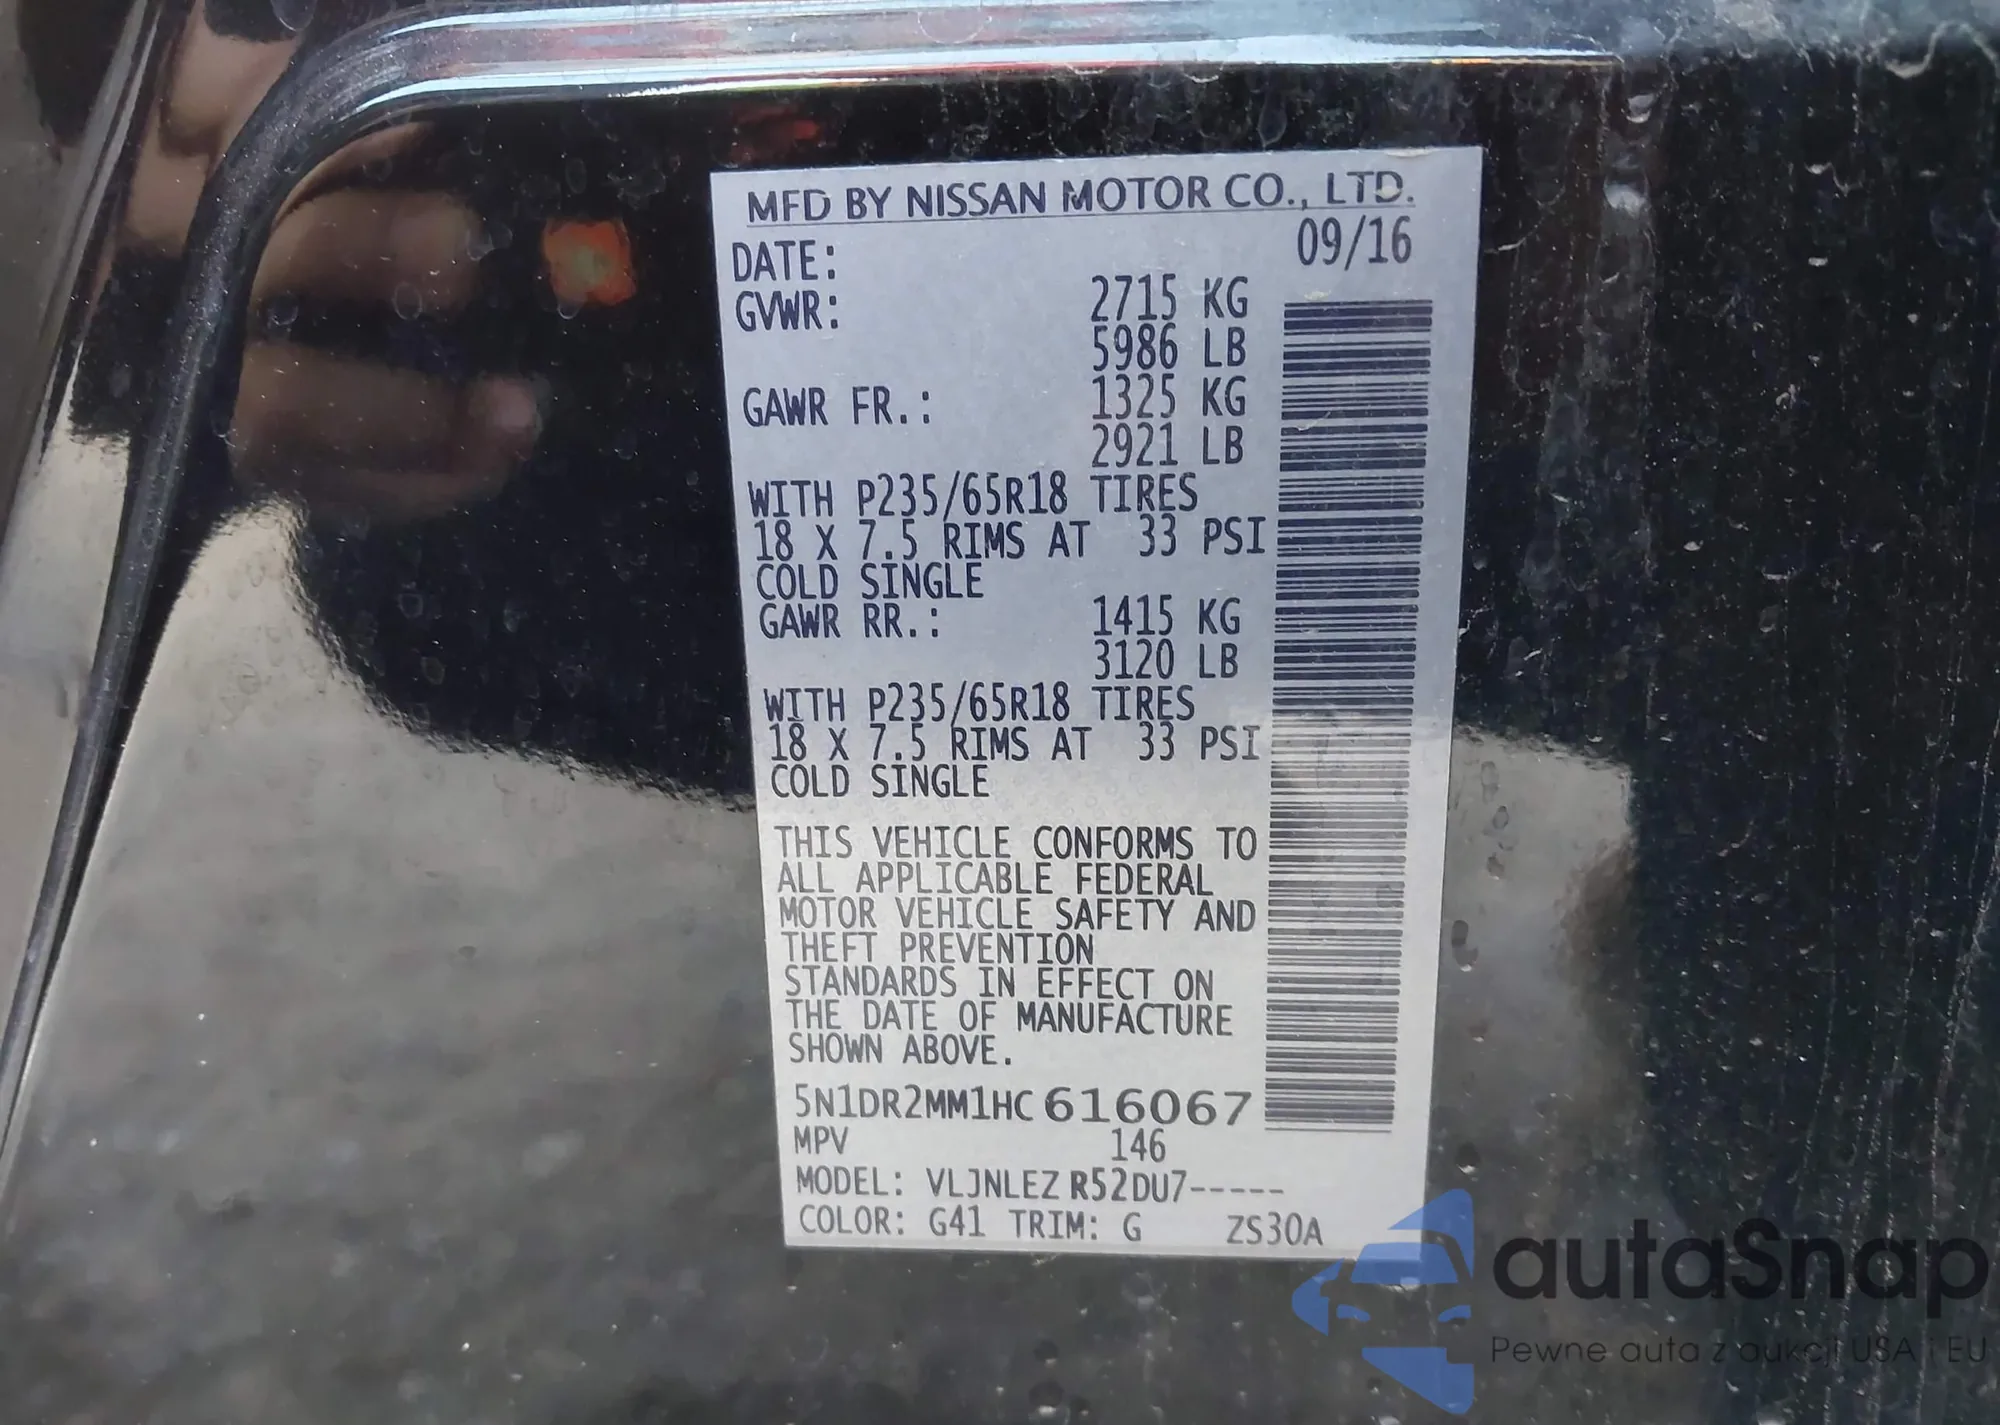 MFD BY NISSAN MOTOR CO., LTD.
DATE: 09/16
GVWR: 2715 KG
5986 LB
GAWR FR.: 1325 KG
2921 LB
WITH P235/65R18 TIRES
18 X 7.5 RIMS AT 33 PSI
COLD SINGLE
GAWR RR.: 1415 KG
3120 LB
WITH P235/65R18 TIRES
18 X 7.5 RIMS AT 33 PSI
COLD SINGLE
THIS VEHICLE CONFORMS TO
ALL APPLICABLE FEDERAL
MOTOR VEHICLE SAFETY AND
THEFT PREVENTION
STANDARDS IN EFFECT ON
THE DATE OF MANUFACTURE
SHOWN ABOVE.
5N1DR2MM1HC616067
MPV 146
MODEL: VLJNLEZ R52DU7-----
COLOR: G41 TRIM: G ZS30A
autaSnap
Pewne auta z aukcji USA i EU